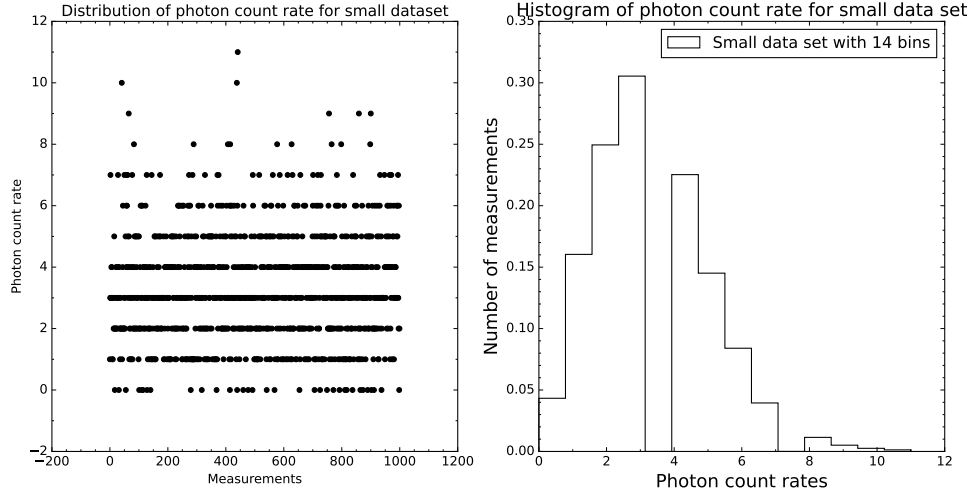 Distribution of photon count rate for small dataset
12
10
8
6
4
2
0
−2
Photon count rate
−200 0 200 400 600 800 1000 1200
Measurements
Histogram of photon count rate for small data set
Small data set with 14 bins
0.35
0.30
0.25
0.20
0.15
0.10
0.05
0.00
Number of measurements
0 2 4 6 8 10 12
Photon count rates